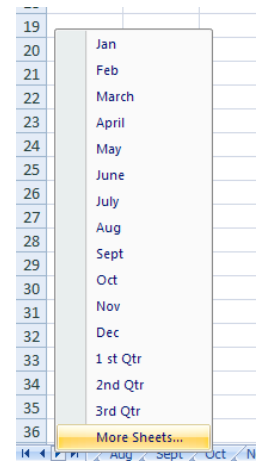 19
20
21
22
23
24
25
26
27
28
29
30
31
32
33
34
35
36
Jan
Feb
March
April
May
June
July
Aug
Sept
Oct
Nov
Dec
1 st Qtr
2nd Qtr
3rd Qtr
More Sheets...
Aug Sept Oct N